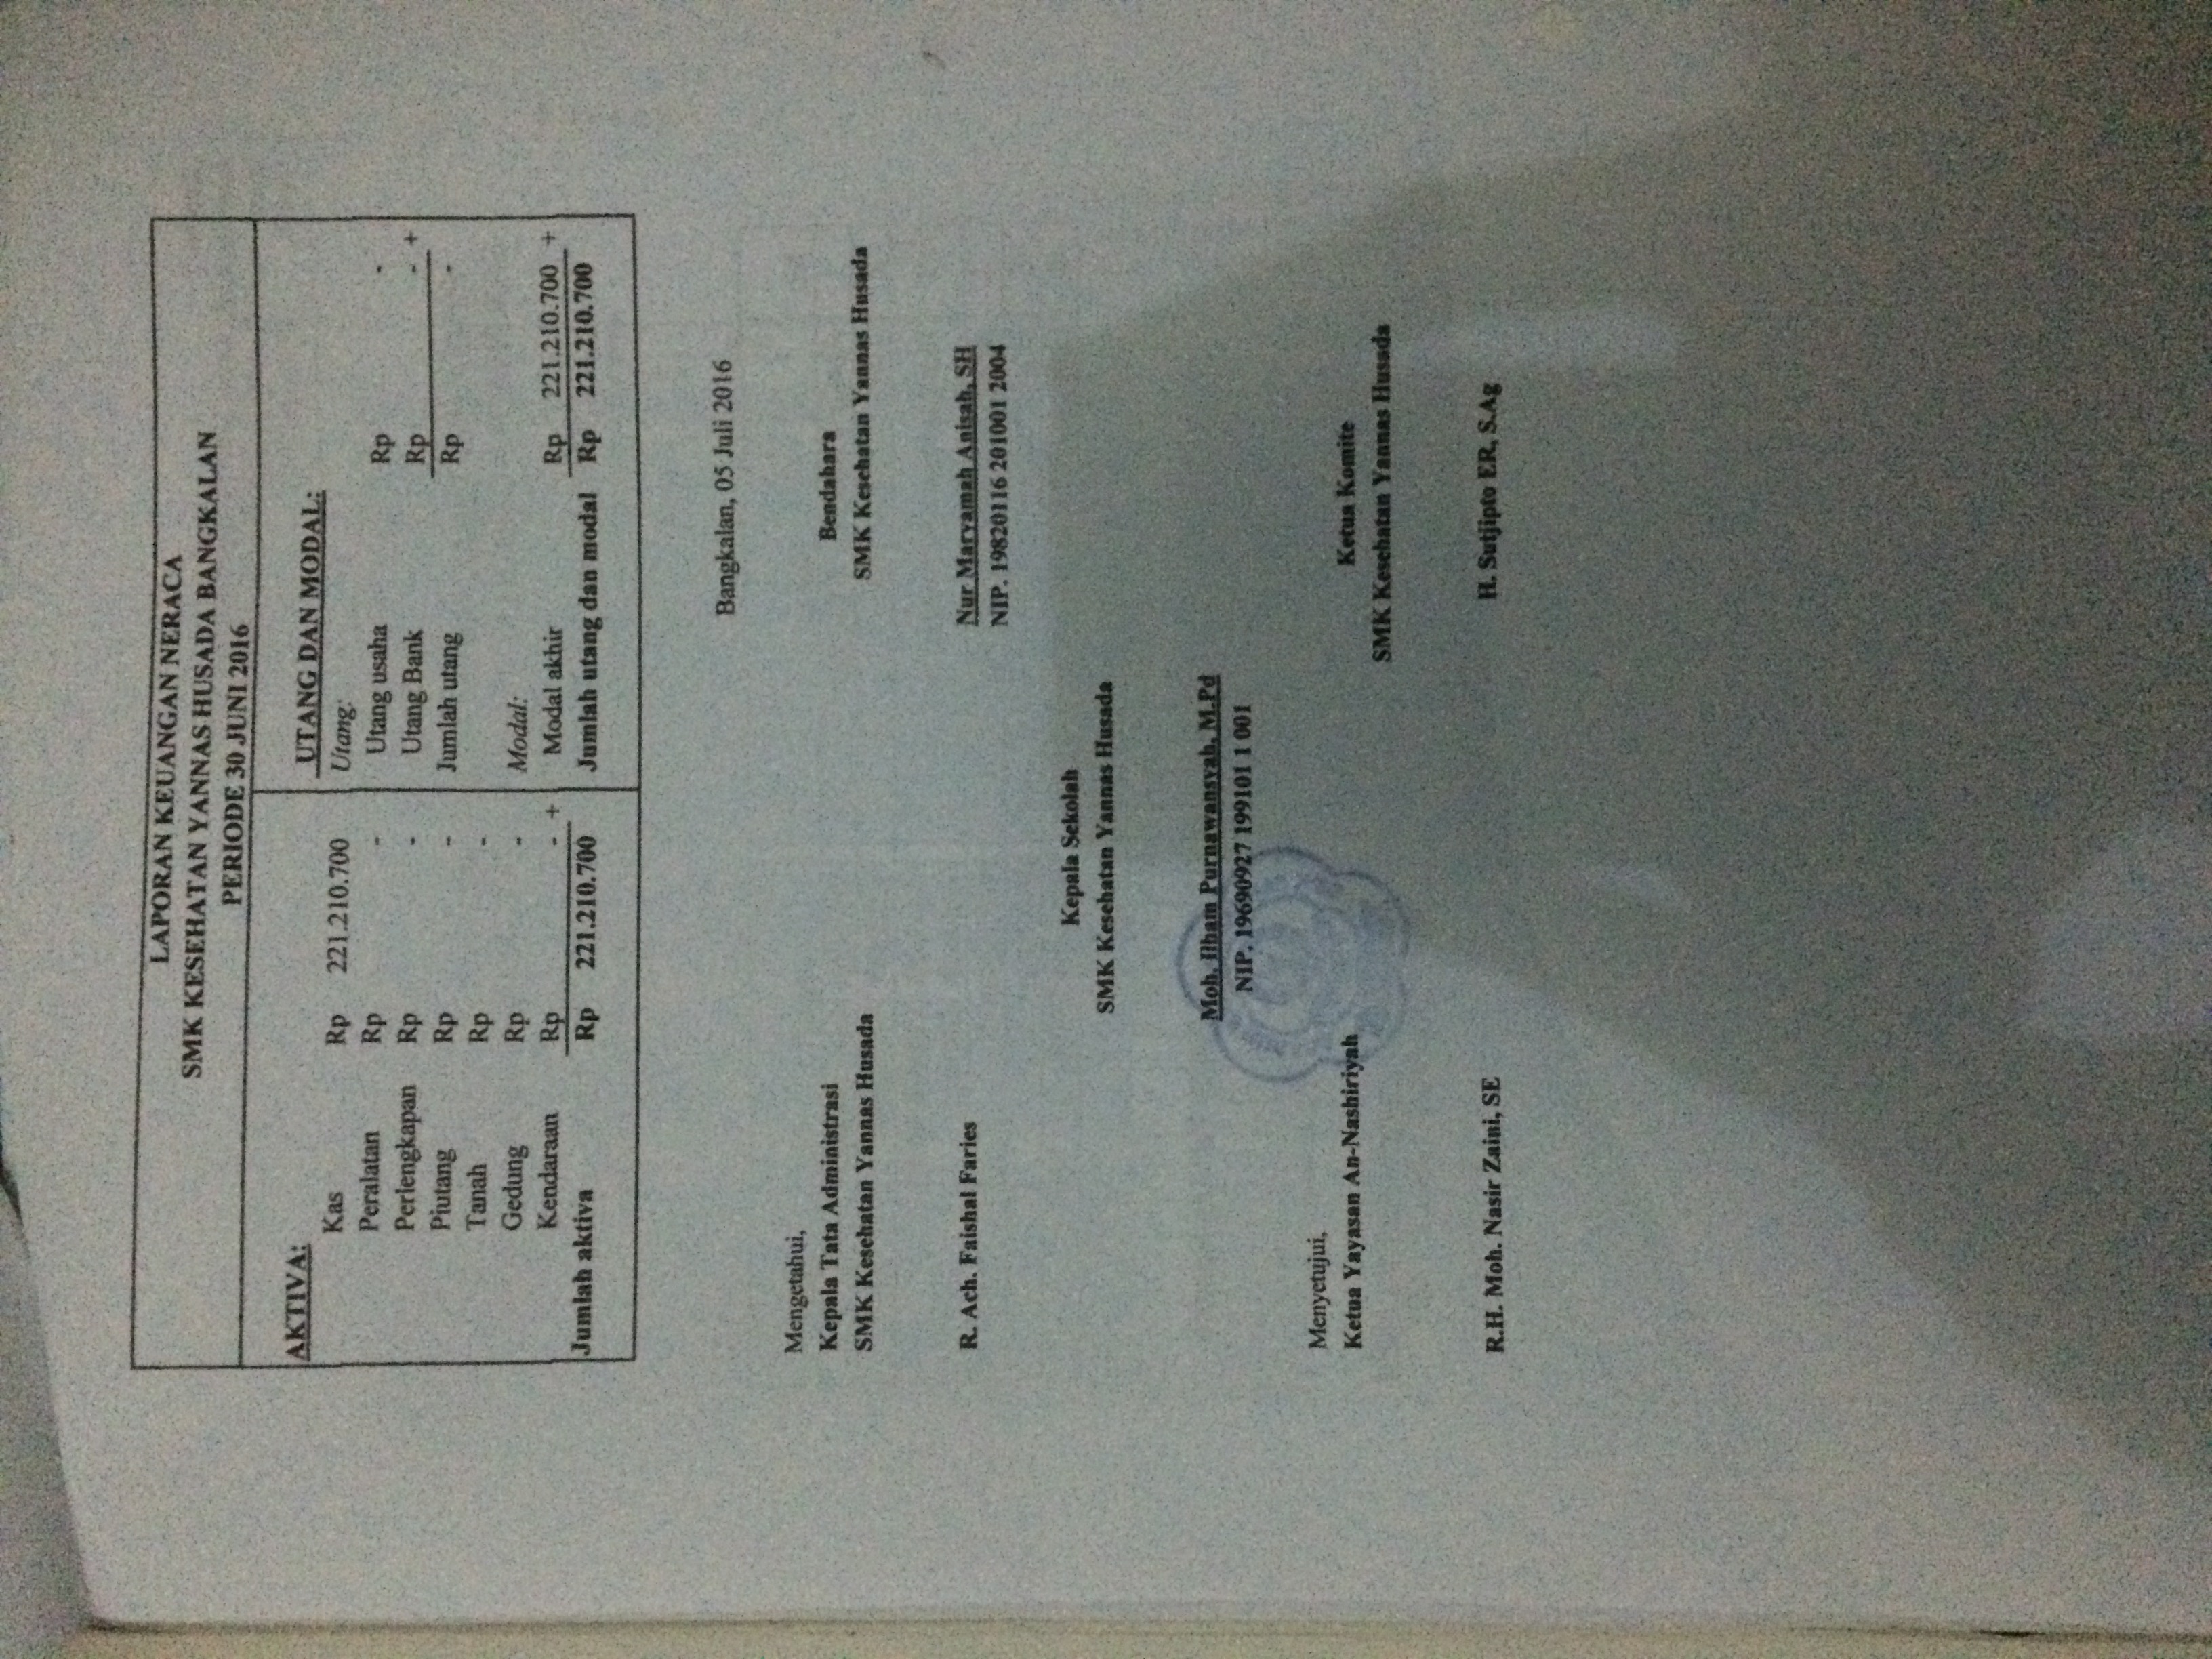 LAPORAN KEUANGAN NERACA
SMK KESEHATAN YANNAS HUSADA BANGKALAN
PERIODE 30 JUNI 2016
AKTIVA:
Kas Rp 221.210.700
Peralatan Rp -
Perlengkapan Rp -
Piutang Rp -
Tanah Rp -
Gedung Rp -
Kendaraan Rp - +
Jumlah aktiva Rp 221.210.700
UTANG DAN MODAL:
Utang:
Utang usaha Rp -
Utang Bank Rp - +
Jumlah utang Rp -
Modal:
Modal akhir Rp 221.210.700 +
Jumlah utang dan modal Rp 221.210.700
Bangkalan, 05 Juli 2016
Mengetahui,
Kepala Tata Administrasi
SMK Kesehatan Yannas Husada
R. Ach. Faishal Faries
Bendahara
SMK Kesehatan Yannas Husada
Nur Maryamah Anisah, SH
NIP. 19820116 201001 2004
Kepala Sekolah
SMK Kesehatan Yannas Husada
Moh. Ilham Purnawansyah, M.Pd
NIP. 19690927 199101 1 001
Menyetujui,
Ketua Yayasan An-Nashiriyah
R.H. Moh. Nasir Zaini, SE
Ketua Komite
SMK Kesehatan Yannas Husada
H. Sutjipto ER, S.Ag